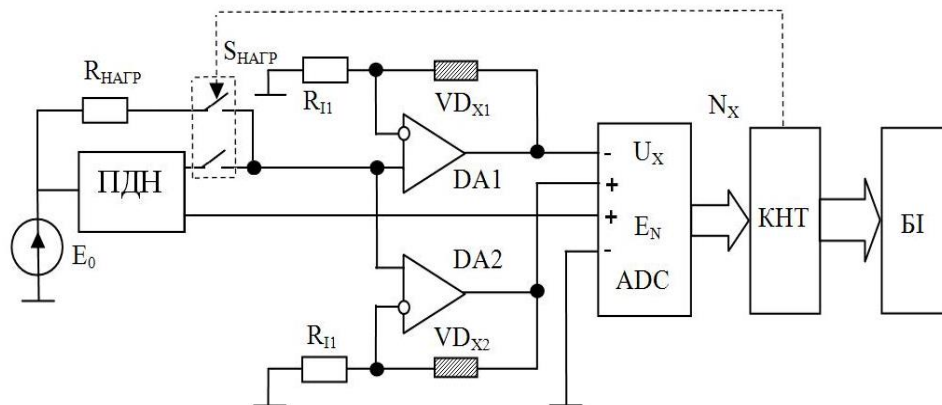 S_НАГР
R_НАГР
R_I1
VD_X1
N_X
DA1
U_X
-
+
ПДН
+
E_N
-
ADC
КНТ
БІ
E_0
DA2
R_I1
VD_X2